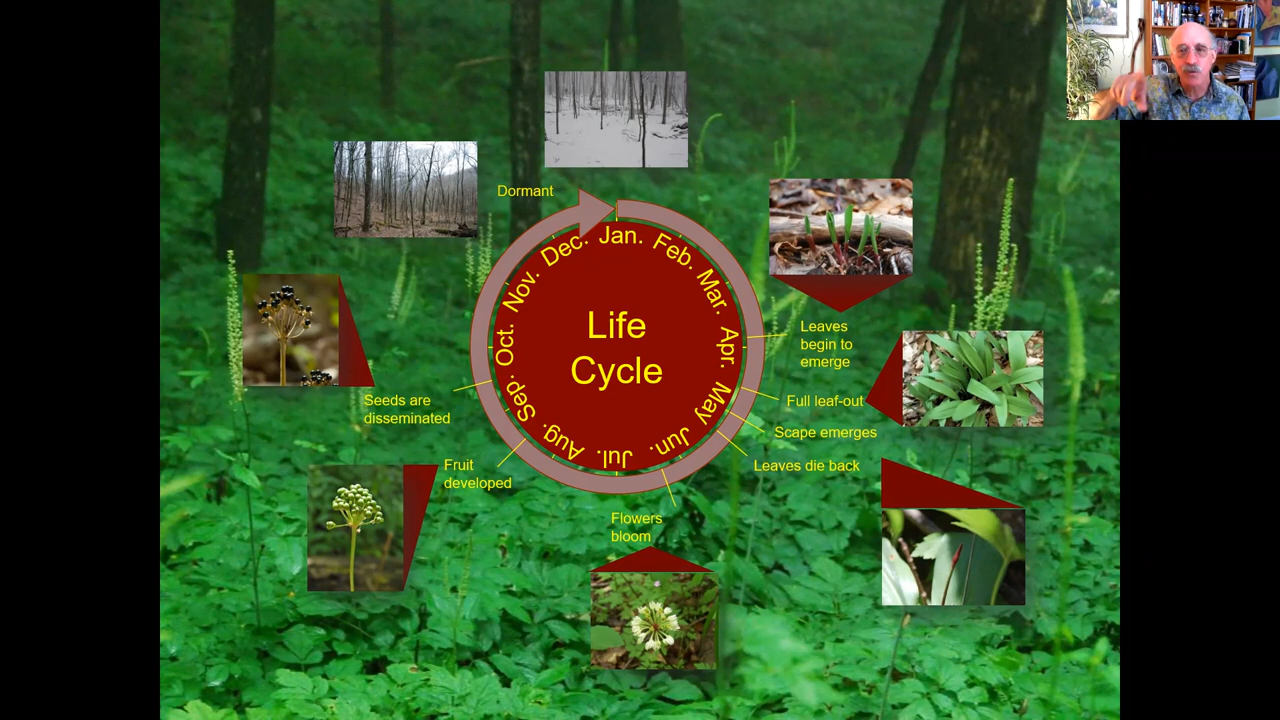 Dormant
Jan.
Feb.
Mar.
Apr.
May
Jun.
Jul.
Aug.
Sep.
Oct.
Nov.
Dec.
Life
Cycle
Leaves
begin to
emerge
Full leaf-out
Scape emerges
Leaves die back
Flowers
bloom
Fruit
developed
Seeds are
disseminated